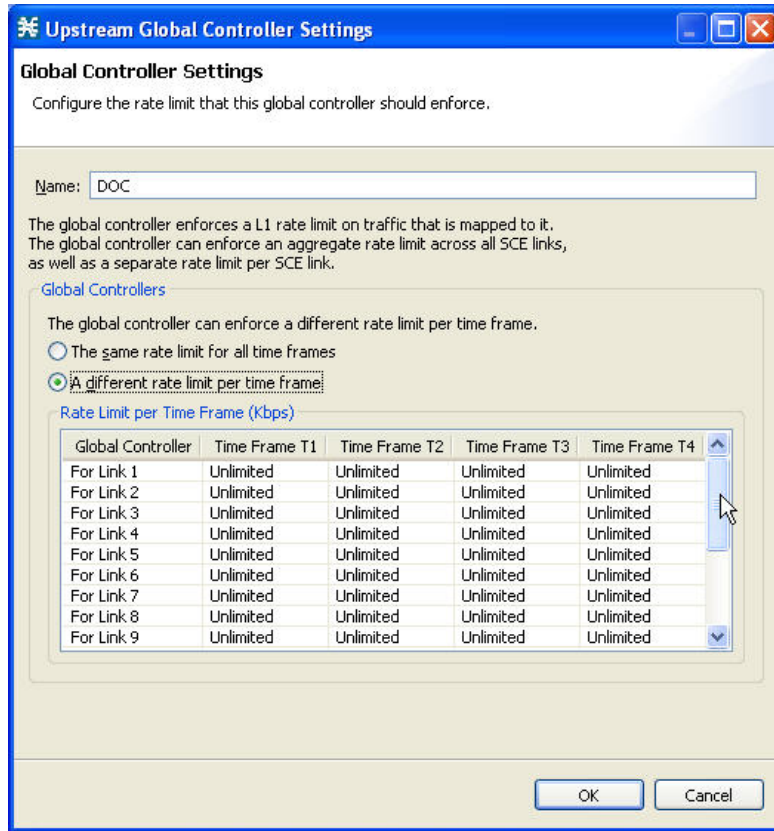 Upstream Global Controller Settings
Global Controller Settings
Configure the rate limit that this global controller should enforce.
Name: DOC
The global controller enforces a L1 rate limit on traffic that is mapped to it.
The global controller can enforce an aggregate rate limit across all SCE links,
as well as a separate rate limit per SCE link.
Global Controllers
The global controller can enforce a different rate limit per time frame.
The same rate limit for all time frames
A different rate limit per time frame
Rate Limit per Time Frame (Kbps)
Global Controller Time Frame T1 Time Frame T2 Time Frame T3 Time Frame T4
For Link 1 Unlimited Unlimited Unlimited Unlimited
For Link 2 Unlimited Unlimited Unlimited Unlimited
For Link 3 Unlimited Unlimited Unlimited Unlimited
For Link 4 Unlimited Unlimited Unlimited Unlimited
For Link 5 Unlimited Unlimited Unlimited Unlimited
For Link 6 Unlimited Unlimited Unlimited Unlimited
For Link 7 Unlimited Unlimited Unlimited Unlimited
For Link 8 Unlimited Unlimited Unlimited Unlimited
For Link 9 Unlimited Unlimited Unlimited Unlimited
OK Cancel